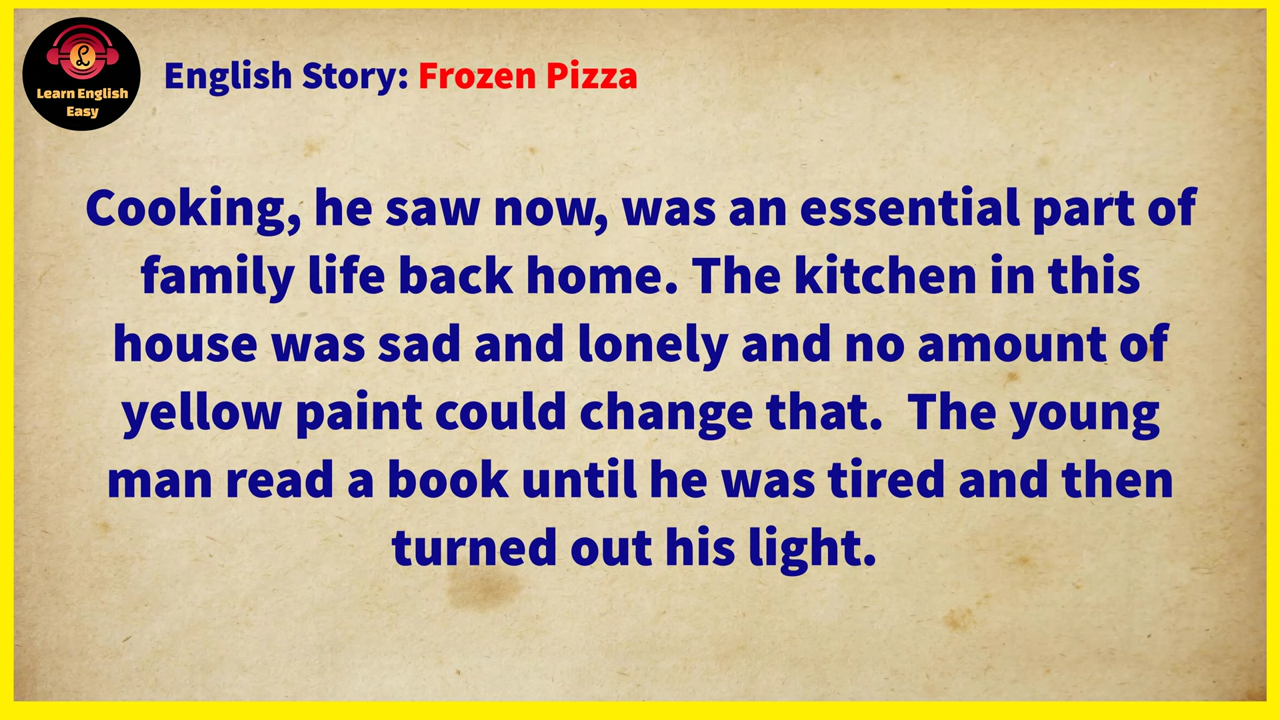 Learn English
Easy
English Story: Frozen Pizza
Cooking, he saw now, was an essential part of
family life back home. The kitchen in this
house was sad and lonely and no amount of
yellow paint could change that.  The young
man read a book until he was tired and then
turned out his light.